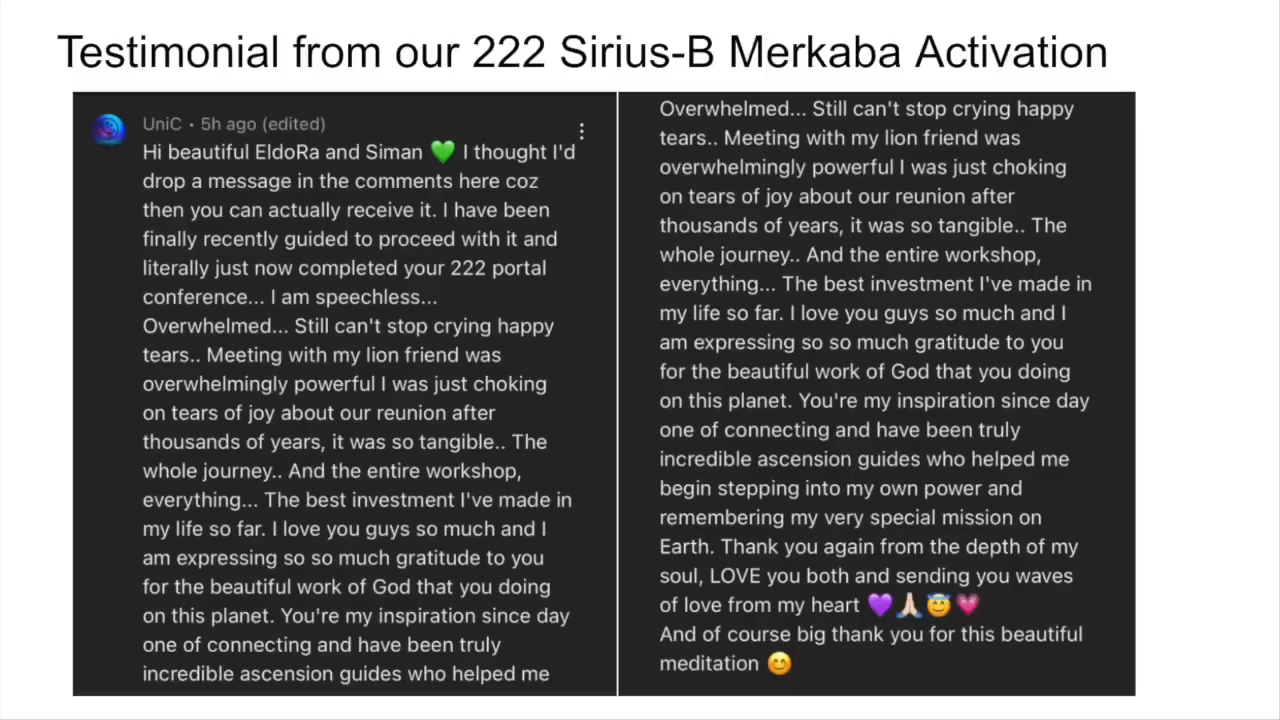 Testimonial from our 222 Sirius-B Merkaba Activation
UniC • 5h ago (edited)
Hi beautiful EldoRa and Siman 💚 I thought I'd
drop a message in the comments here coz
then you can actually receive it. I have been
finally recently guided to proceed with it and
literally just now completed your 222 portal
conference... I am speechless...
Overwhelmed... Still can't stop crying happy
tears.. Meeting with my lion friend was
overwhelmingly powerful I was just choking
on tears of joy about our reunion after
thousands of years, it was so tangible.. The
whole journey.. And the entire workshop,
everything... The best investment I've made in
my life so far. I love you guys so much and I
am expressing so so much gratitude to you
for the beautiful work of God that you doing
on this planet. You're my inspiration since day
one of connecting and have been truly
incredible ascension guides who helped me
Overwhelmed... Still can't stop crying happy
tears.. Meeting with my lion friend was
overwhelmingly powerful I was just choking
on tears of joy about our reunion after
thousands of years, it was so tangible.. The
whole journey.. And the entire workshop,
everything... The best investment I've made in
my life so far. I love you guys so much and I
am expressing so so much gratitude to you
for the beautiful work of God that you doing
on this planet. You're my inspiration since day
one of connecting and have been truly
incredible ascension guides who helped me
begin stepping into my own power and
remembering my very special mission on
Earth. Thank you again from the depth of my
soul, LOVE you both and sending you waves
of love from my heart 💜🙏🏻😇💗
And of course big thank you for this beautiful
meditation 😊